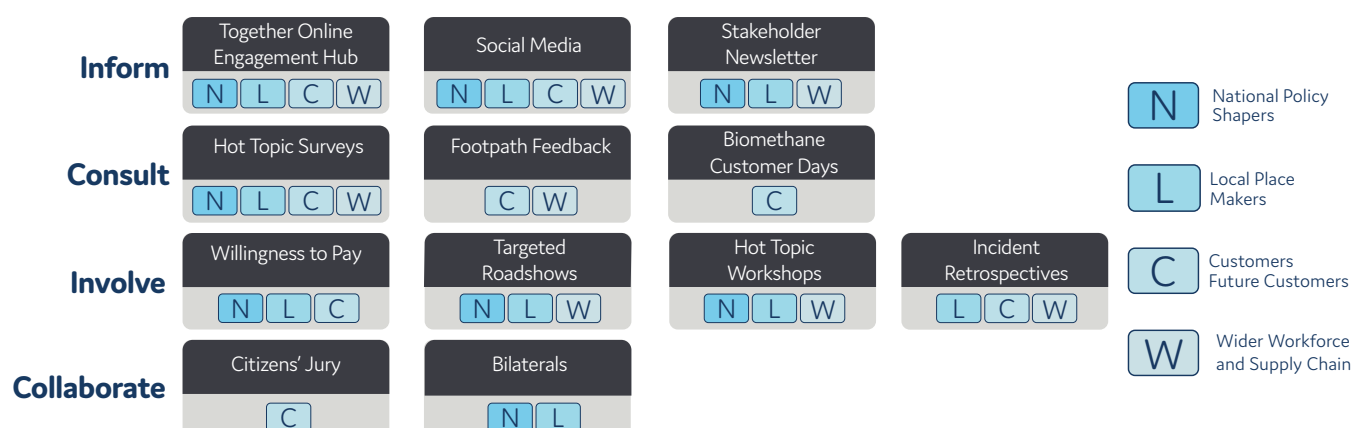 Inform
Together Online
Engagement Hub
N L C W
Social Media
N L C W
Stakeholder
Newsletter
N L W
Consult
Hot Topic Surveys
N L C W
Footpath Feedback
C W
Biomethane
Customer Days
C
Involve
Willingness to Pay
N L C
Targeted
Roadshows
N L W
Hot Topic
Workshops
N L W
Incident
Retrospectives
L C W
Collaborate
Citizens' Jury
C
Bilaterals
N L
N
National Policy
Shapers
L
Local Place
Makers
C
Customers
Future Customers
W
Wider Workforce
and Supply Chain